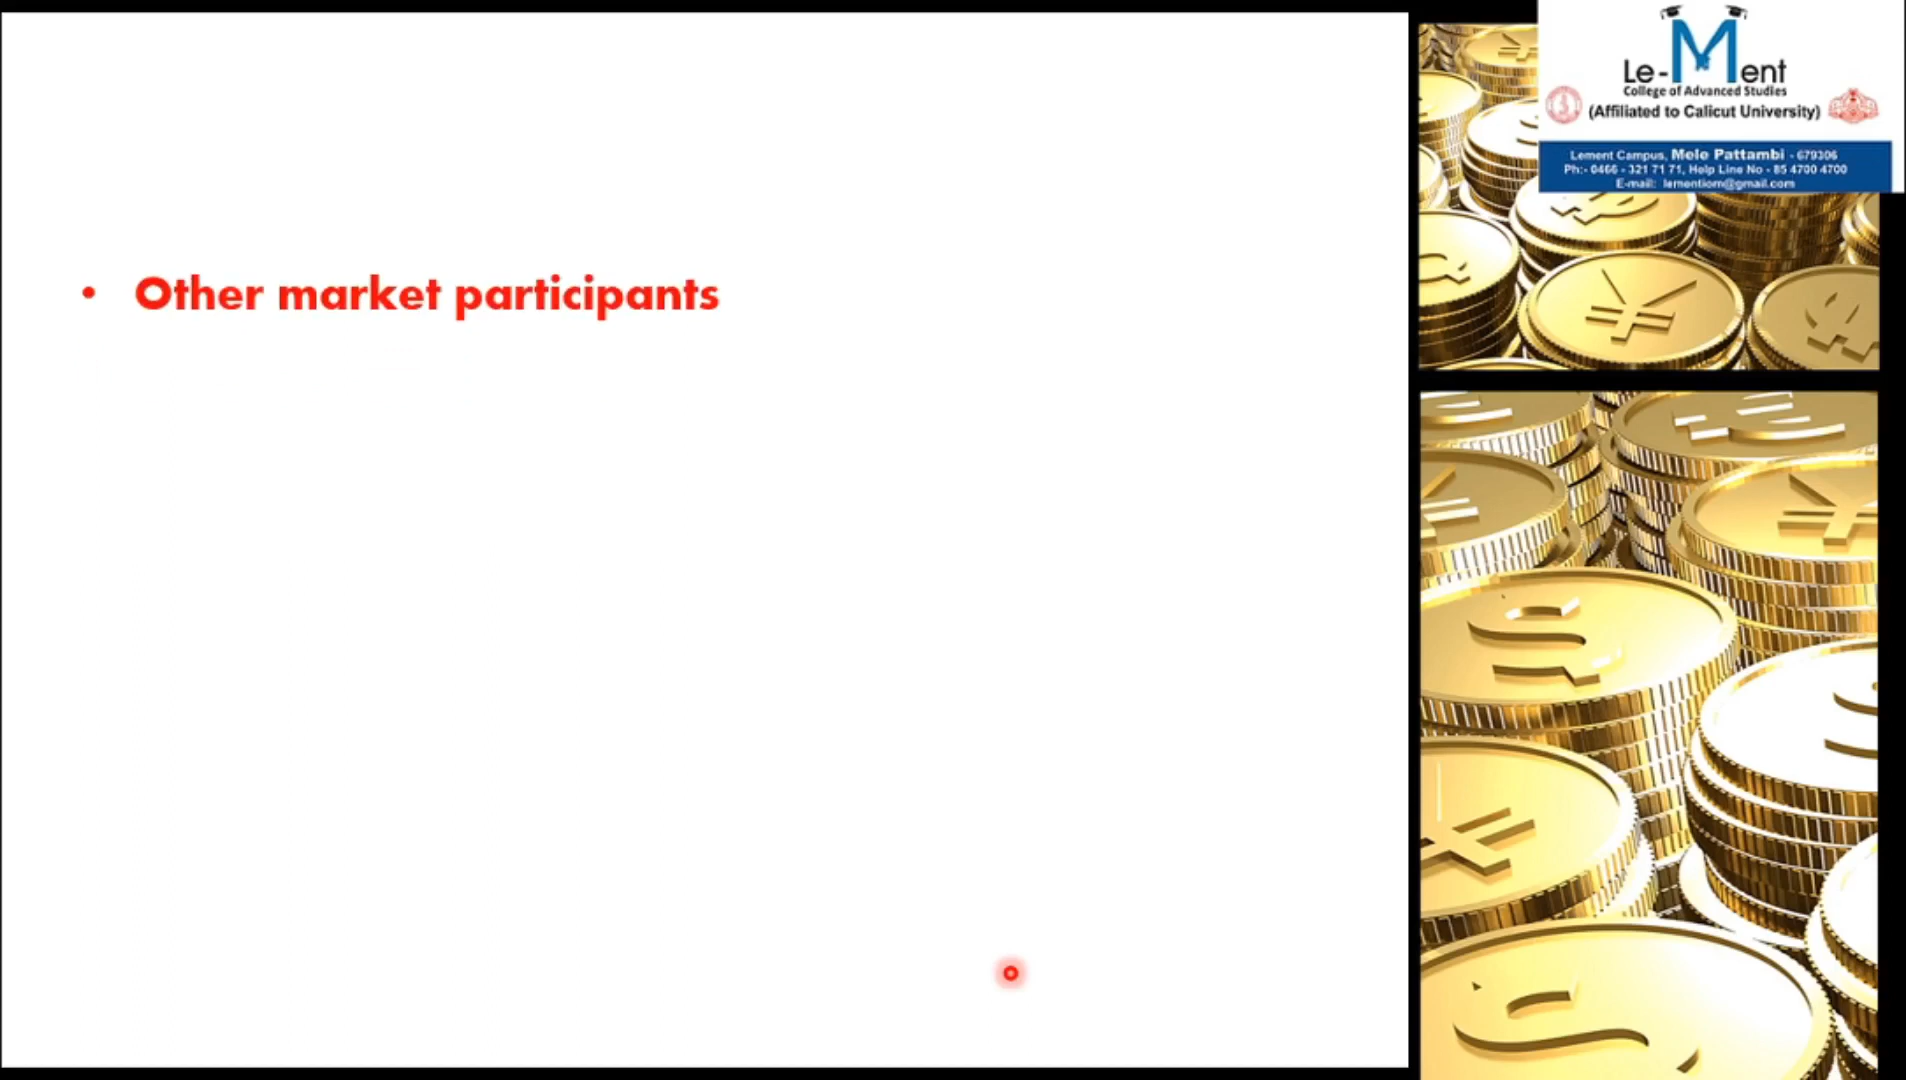 • Other market participants
Le-Ment
College of Advanced Studies
(Affiliated to Calicut University)
Lement Campus, Mele Pattambi - 679306
Ph:- 0466 - 321 71 71, Help Line No - 85 4700 4700
E-mail: lementiom@gmail.com